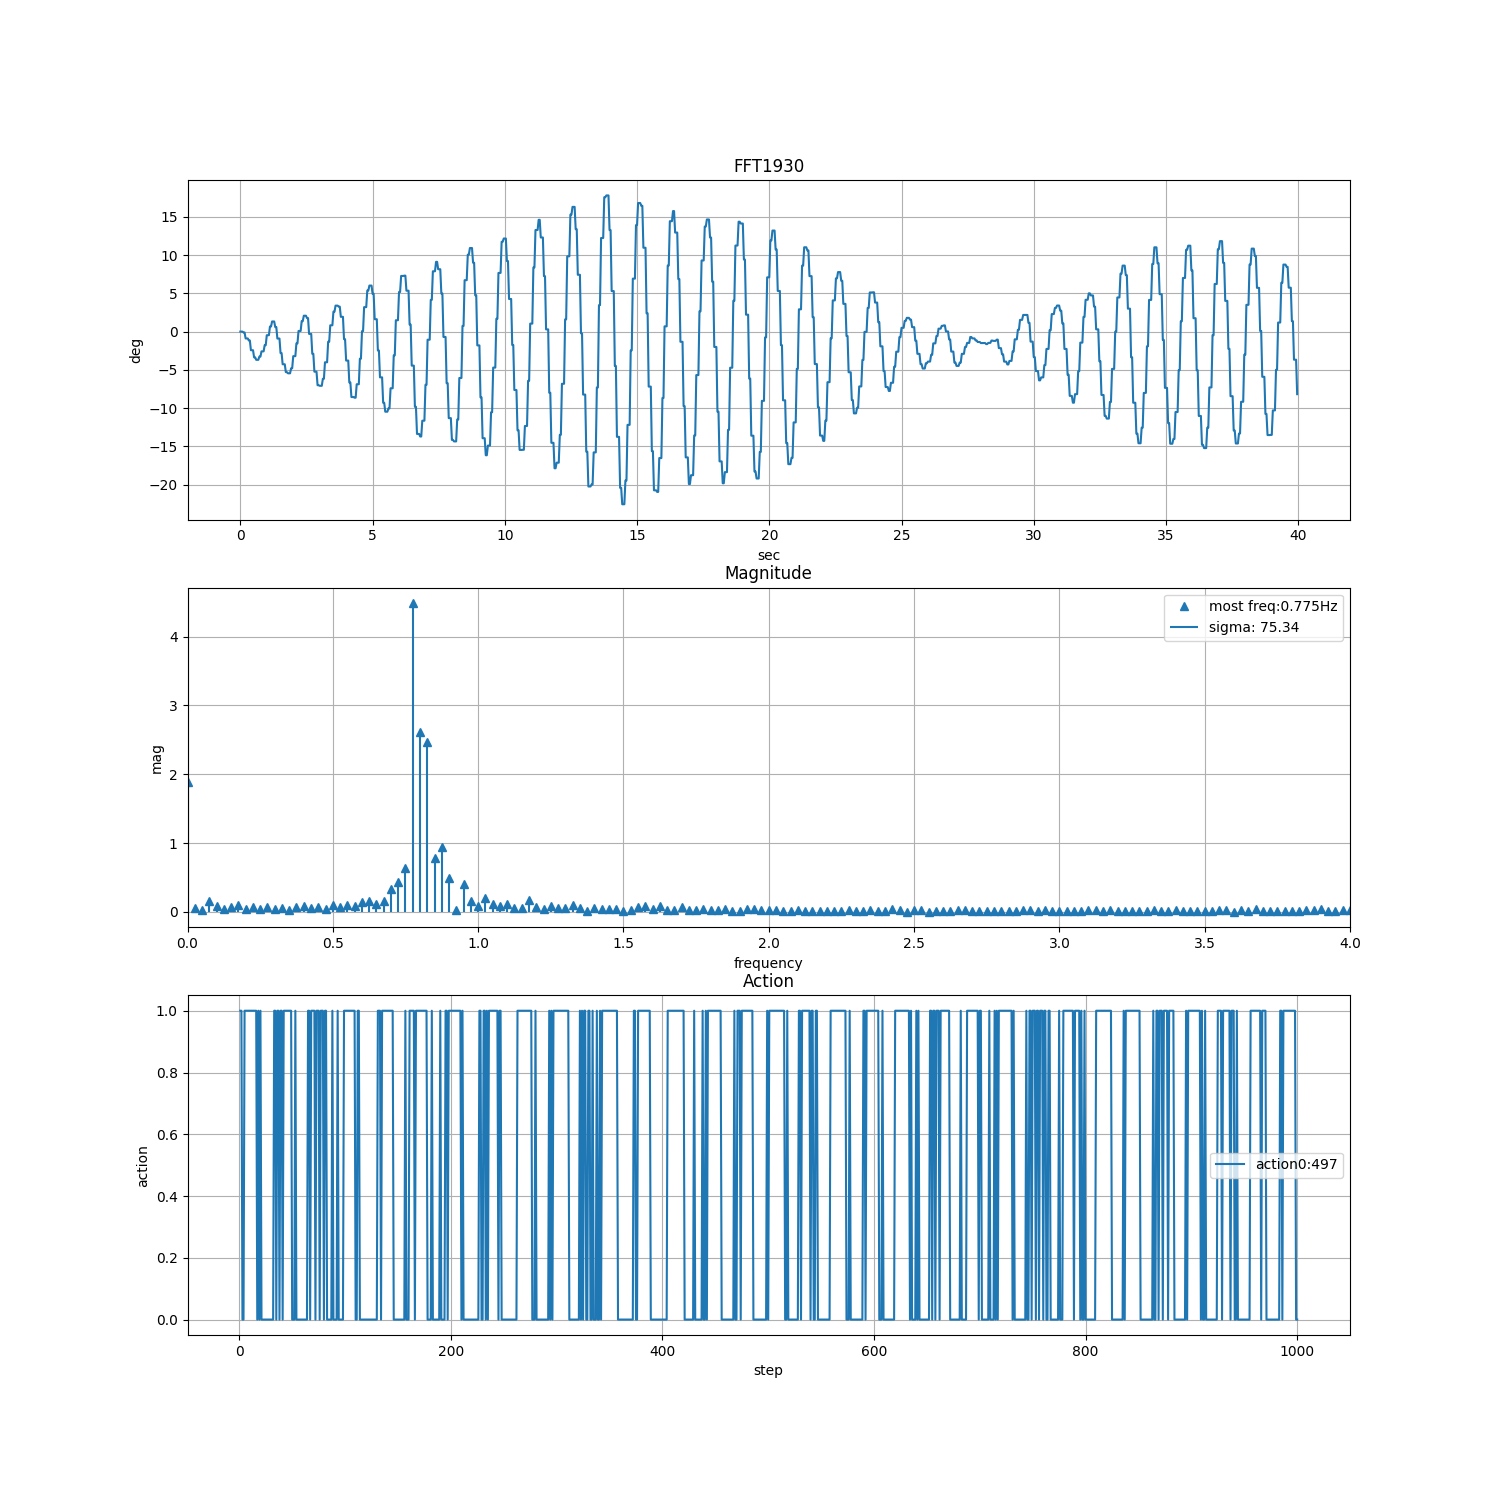 FFT1930
15
10
5
0
−5
−10
−15
−20
deg
0 5 10 15 20 25 30 35 40
sec
Magnitude
most freq:0.775Hz
sigma: 75.34
4
3
2
1
0
mag
0.0 0.5 1.0 1.5 2.0 2.5 3.0 3.5 4.0
frequency
Action
1.0
0.8
0.6
0.4
0.2
0.0
action
action0:497
0 200 400 600 800 1000
step